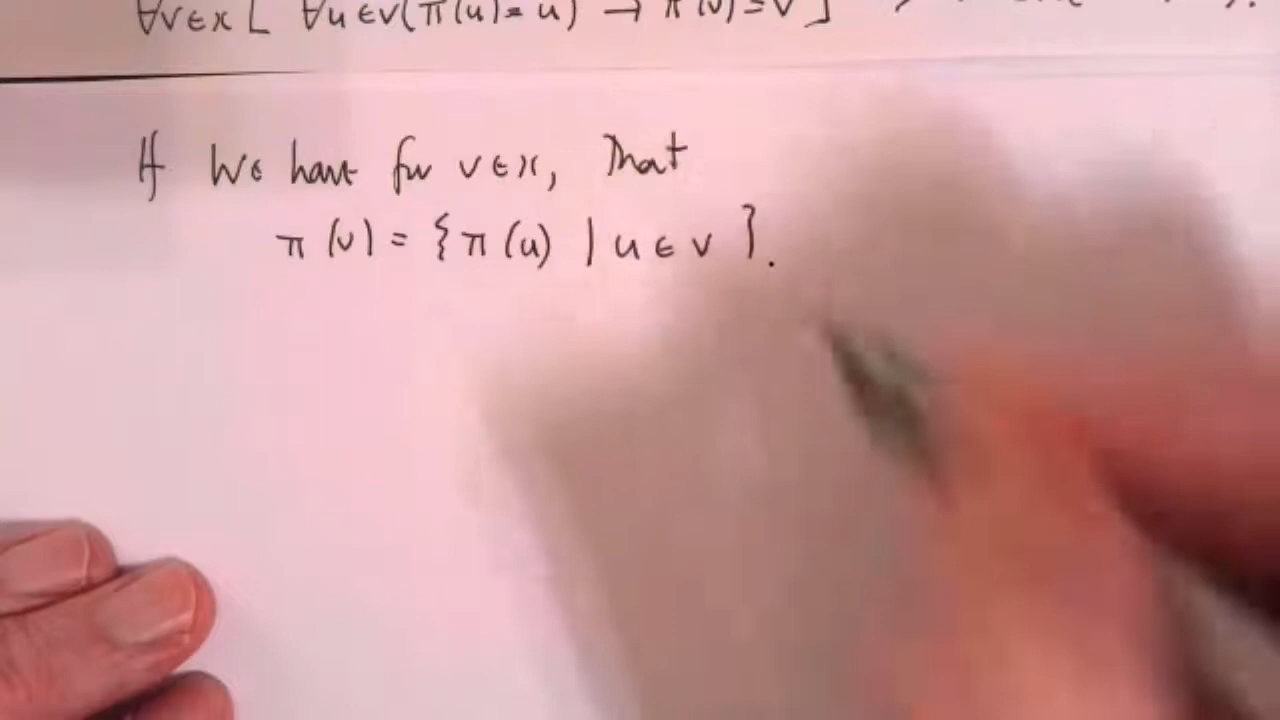 ∀v∈x [ ∀u∈v(π(u)=u) → π(v)=v ]
If We have for v∈x, That
π(v) = {π(u) | u ∈ v }.